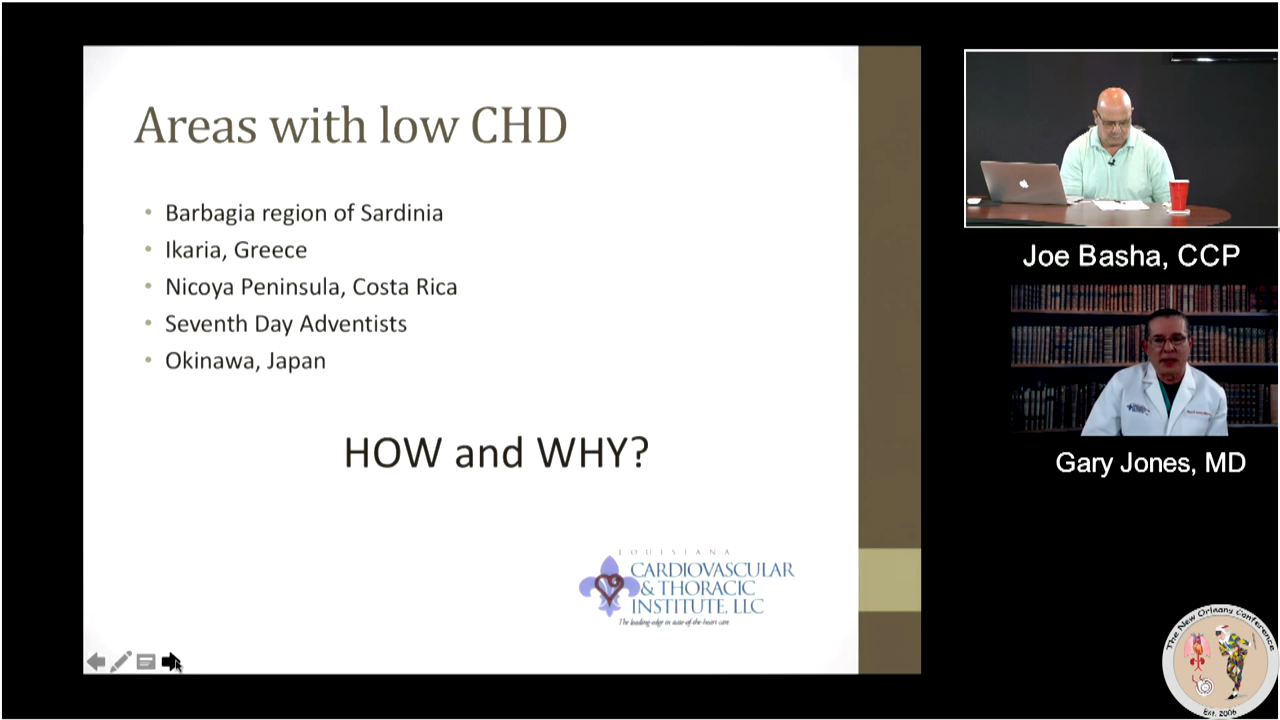 Areas with low CHD
• Barbagia region of Sardinia
• Ikaria, Greece
• Nicoya Peninsula, Costa Rica
• Seventh Day Adventists
• Okinawa, Japan
HOW and WHY?
LOUISIANA
CARDIOVASCULAR
& THORACIC
INSTITUTE, LLC
The leading edge in state-of-the-heart care
Joe Basha, CCP
Gary Jones, MD
The New Orleans Conference
Est. 2006